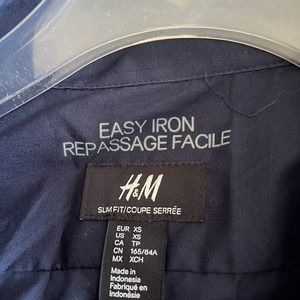 EASY IRON
REPASSAGE FACILE
H&M
SLIM FIT/COUPE SERRÉE
EUR XS
US XS
CA TP
CN 165/84A
MX XCH
Made in
Indonesia
Fabriqué en
Indonésie